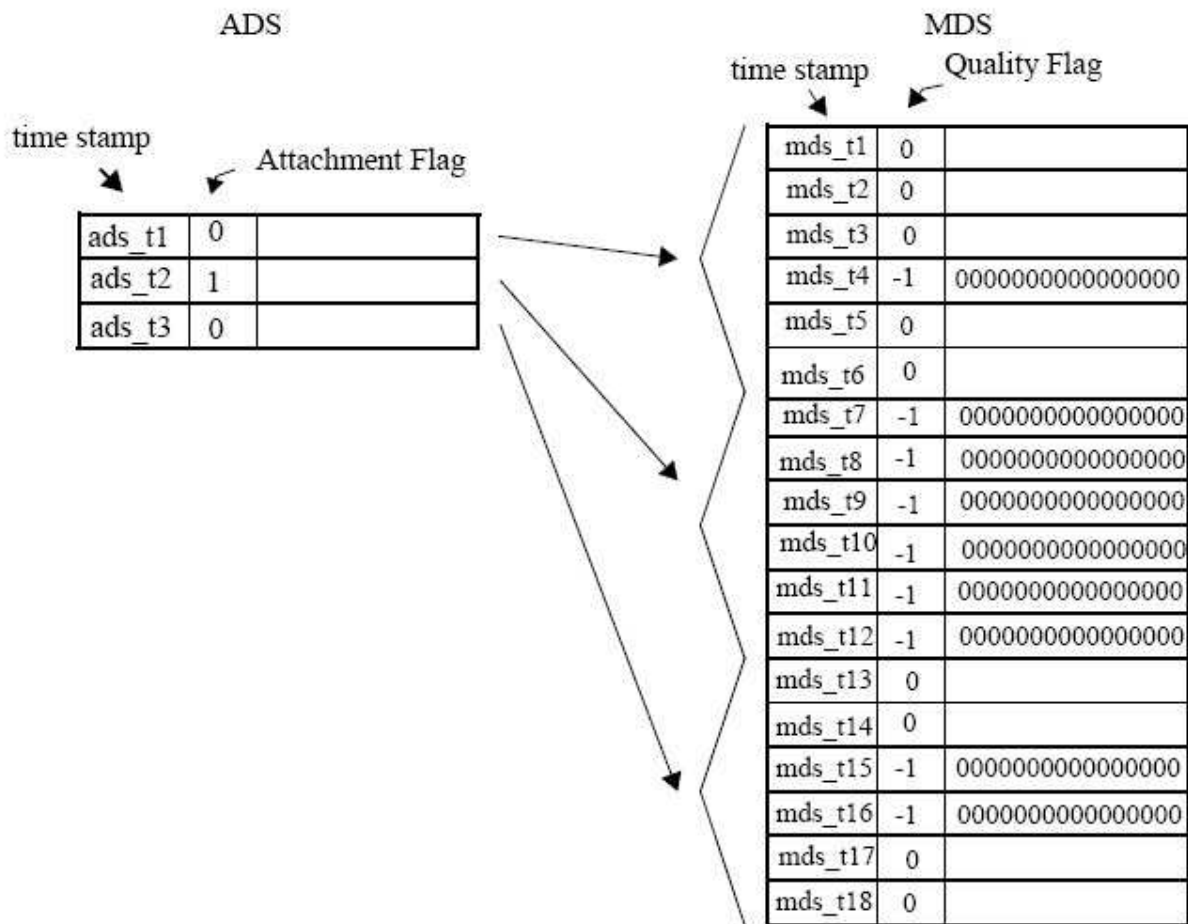 ADS
time stamp
Attachment Flag
ads_t1 0
ads_t2 1
ads_t3 0
MDS
time stamp
Quality Flag
mds_t1 0
mds_t2 0
mds_t3 0
mds_t4 -1 0000000000000000
mds_t5 0
mds_t6 0
mds_t7 -1 0000000000000000
mds_t8 -1 0000000000000000
mds_t9 -1 0000000000000000
mds_t10 -1 0000000000000000
mds_t11 -1 0000000000000000
mds_t12 -1 0000000000000000
mds_t13 0
mds_t14 0
mds_t15 -1 0000000000000000
mds_t16 -1 0000000000000000
mds_t17 0
mds_t18 0